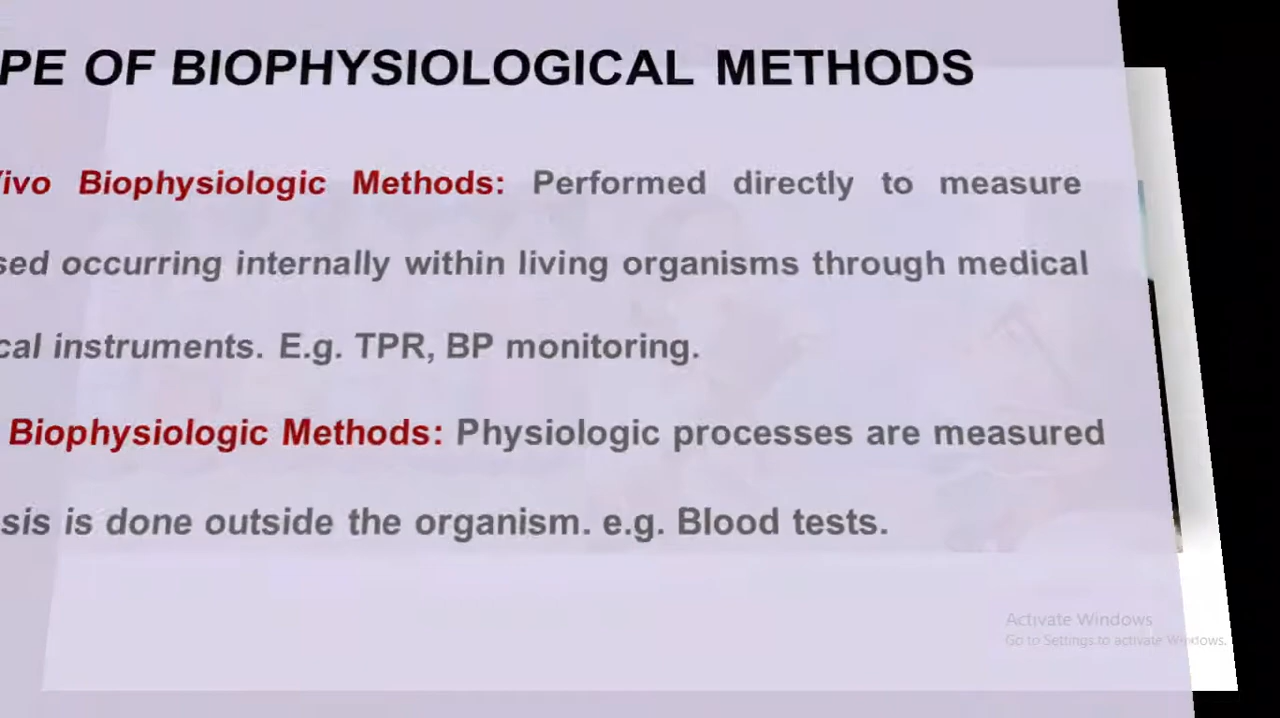 PE OF BIOPHYSIOLOGICAL METHODS
Vivo Biophysiologic Methods: Performed directly to measure
sed occurring internally within living organisms through medical
cal instruments. E.g. TPR, BP monitoring.
Biophysiologic Methods: Physiologic processes are measured
sis is done outside the organism. e.g. Blood tests.
Activate Windows
Go to Settings to activate Windows.